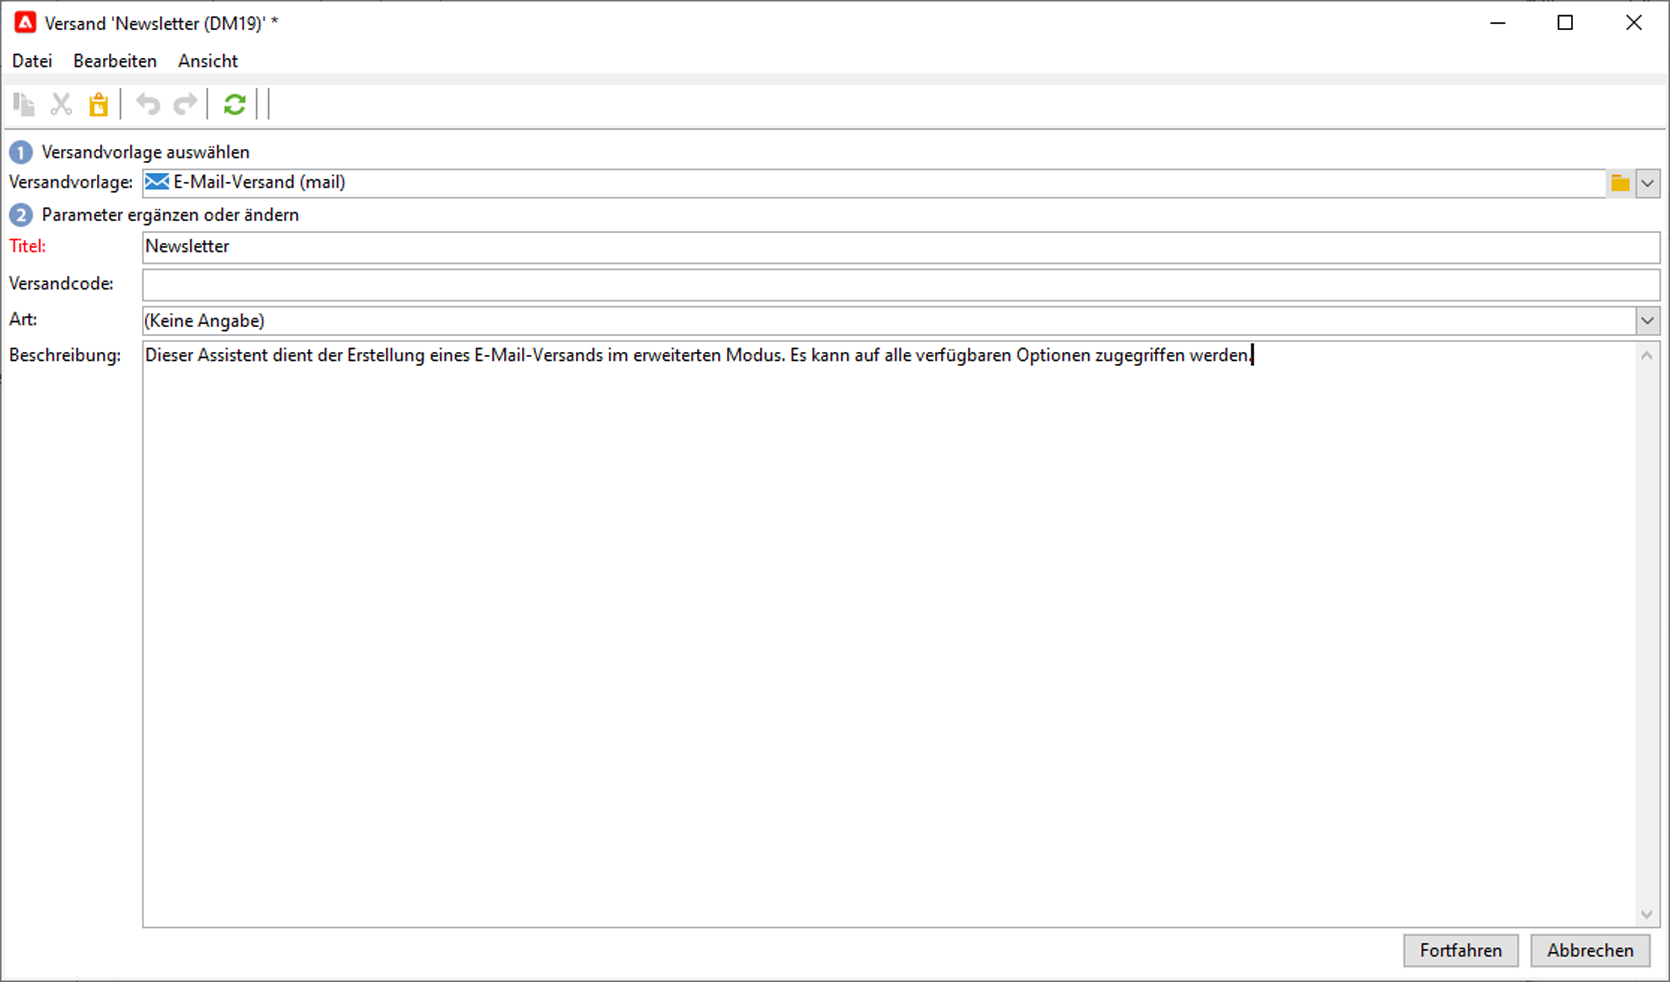 Versand 'Newsletter (DM19)' *
Datei Bearbeiten Ansicht
1 Versandvorlage auswählen
Versandvorlage: E-Mail-Versand (mail)
2 Parameter ergänzen oder ändern
Titel: Newsletter
Versandcode:
Art: (Keine Angabe)
Beschreibung: Dieser Assistent dient der Erstellung eines E-Mail-Versands im erweiterten Modus. Es kann auf alle verfügbaren Optionen zugegriffen werden.
Fortfahren Abbrechen